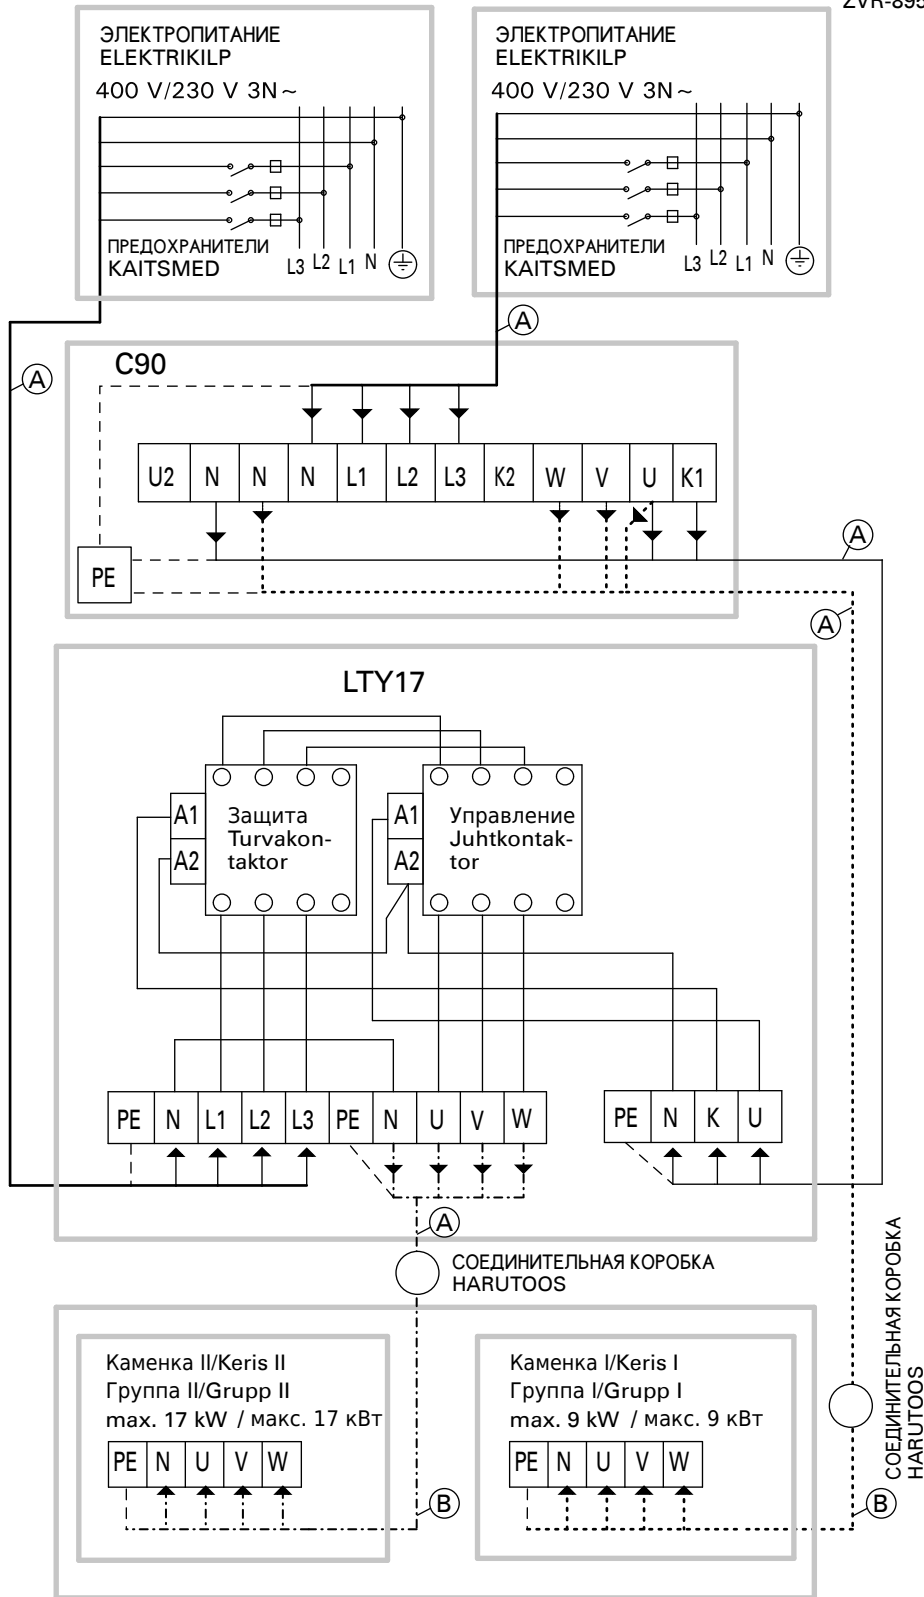 ZVR-895
ЭЛЕКТРОПИТАНИЕ
ELEKTRIKILP
400 V/230 V 3N~
ПРЕДОХРАНИТЕЛИ
KAITSMED
L3 L2 L1 N
ЭЛЕКТРОПИТАНИЕ
ELEKTRIKILP
400 V/230 V 3N~
ПРЕДОХРАНИТЕЛИ
KAITSMED
L3 L2 L1 N
A
A
C90
U2 N N N L1 L2 L3 K2 W V U K1
PE
A
A
LTY17
A1
A2
Защита
Turvakon-
taktor
A1
A2
Управление
Juhtkontak-
tor
PE N L1 L2 L3 PE N U V W
PE N K U
A
СОЕДИНИТЕЛЬНАЯ КОРОБКА
HARUTOOS
СОЕДИНИТЕЛЬНАЯ КОРОБКА
HARUTOOS
Каменка II/Keris II
Группа II/Grupp II
max. 17 kW / макс. 17 кВт
PE N U V W
B
Каменка I/Keris I
Группа I/Grupp I
max. 9 kW / макс. 9 кВт
PE N U V W
B